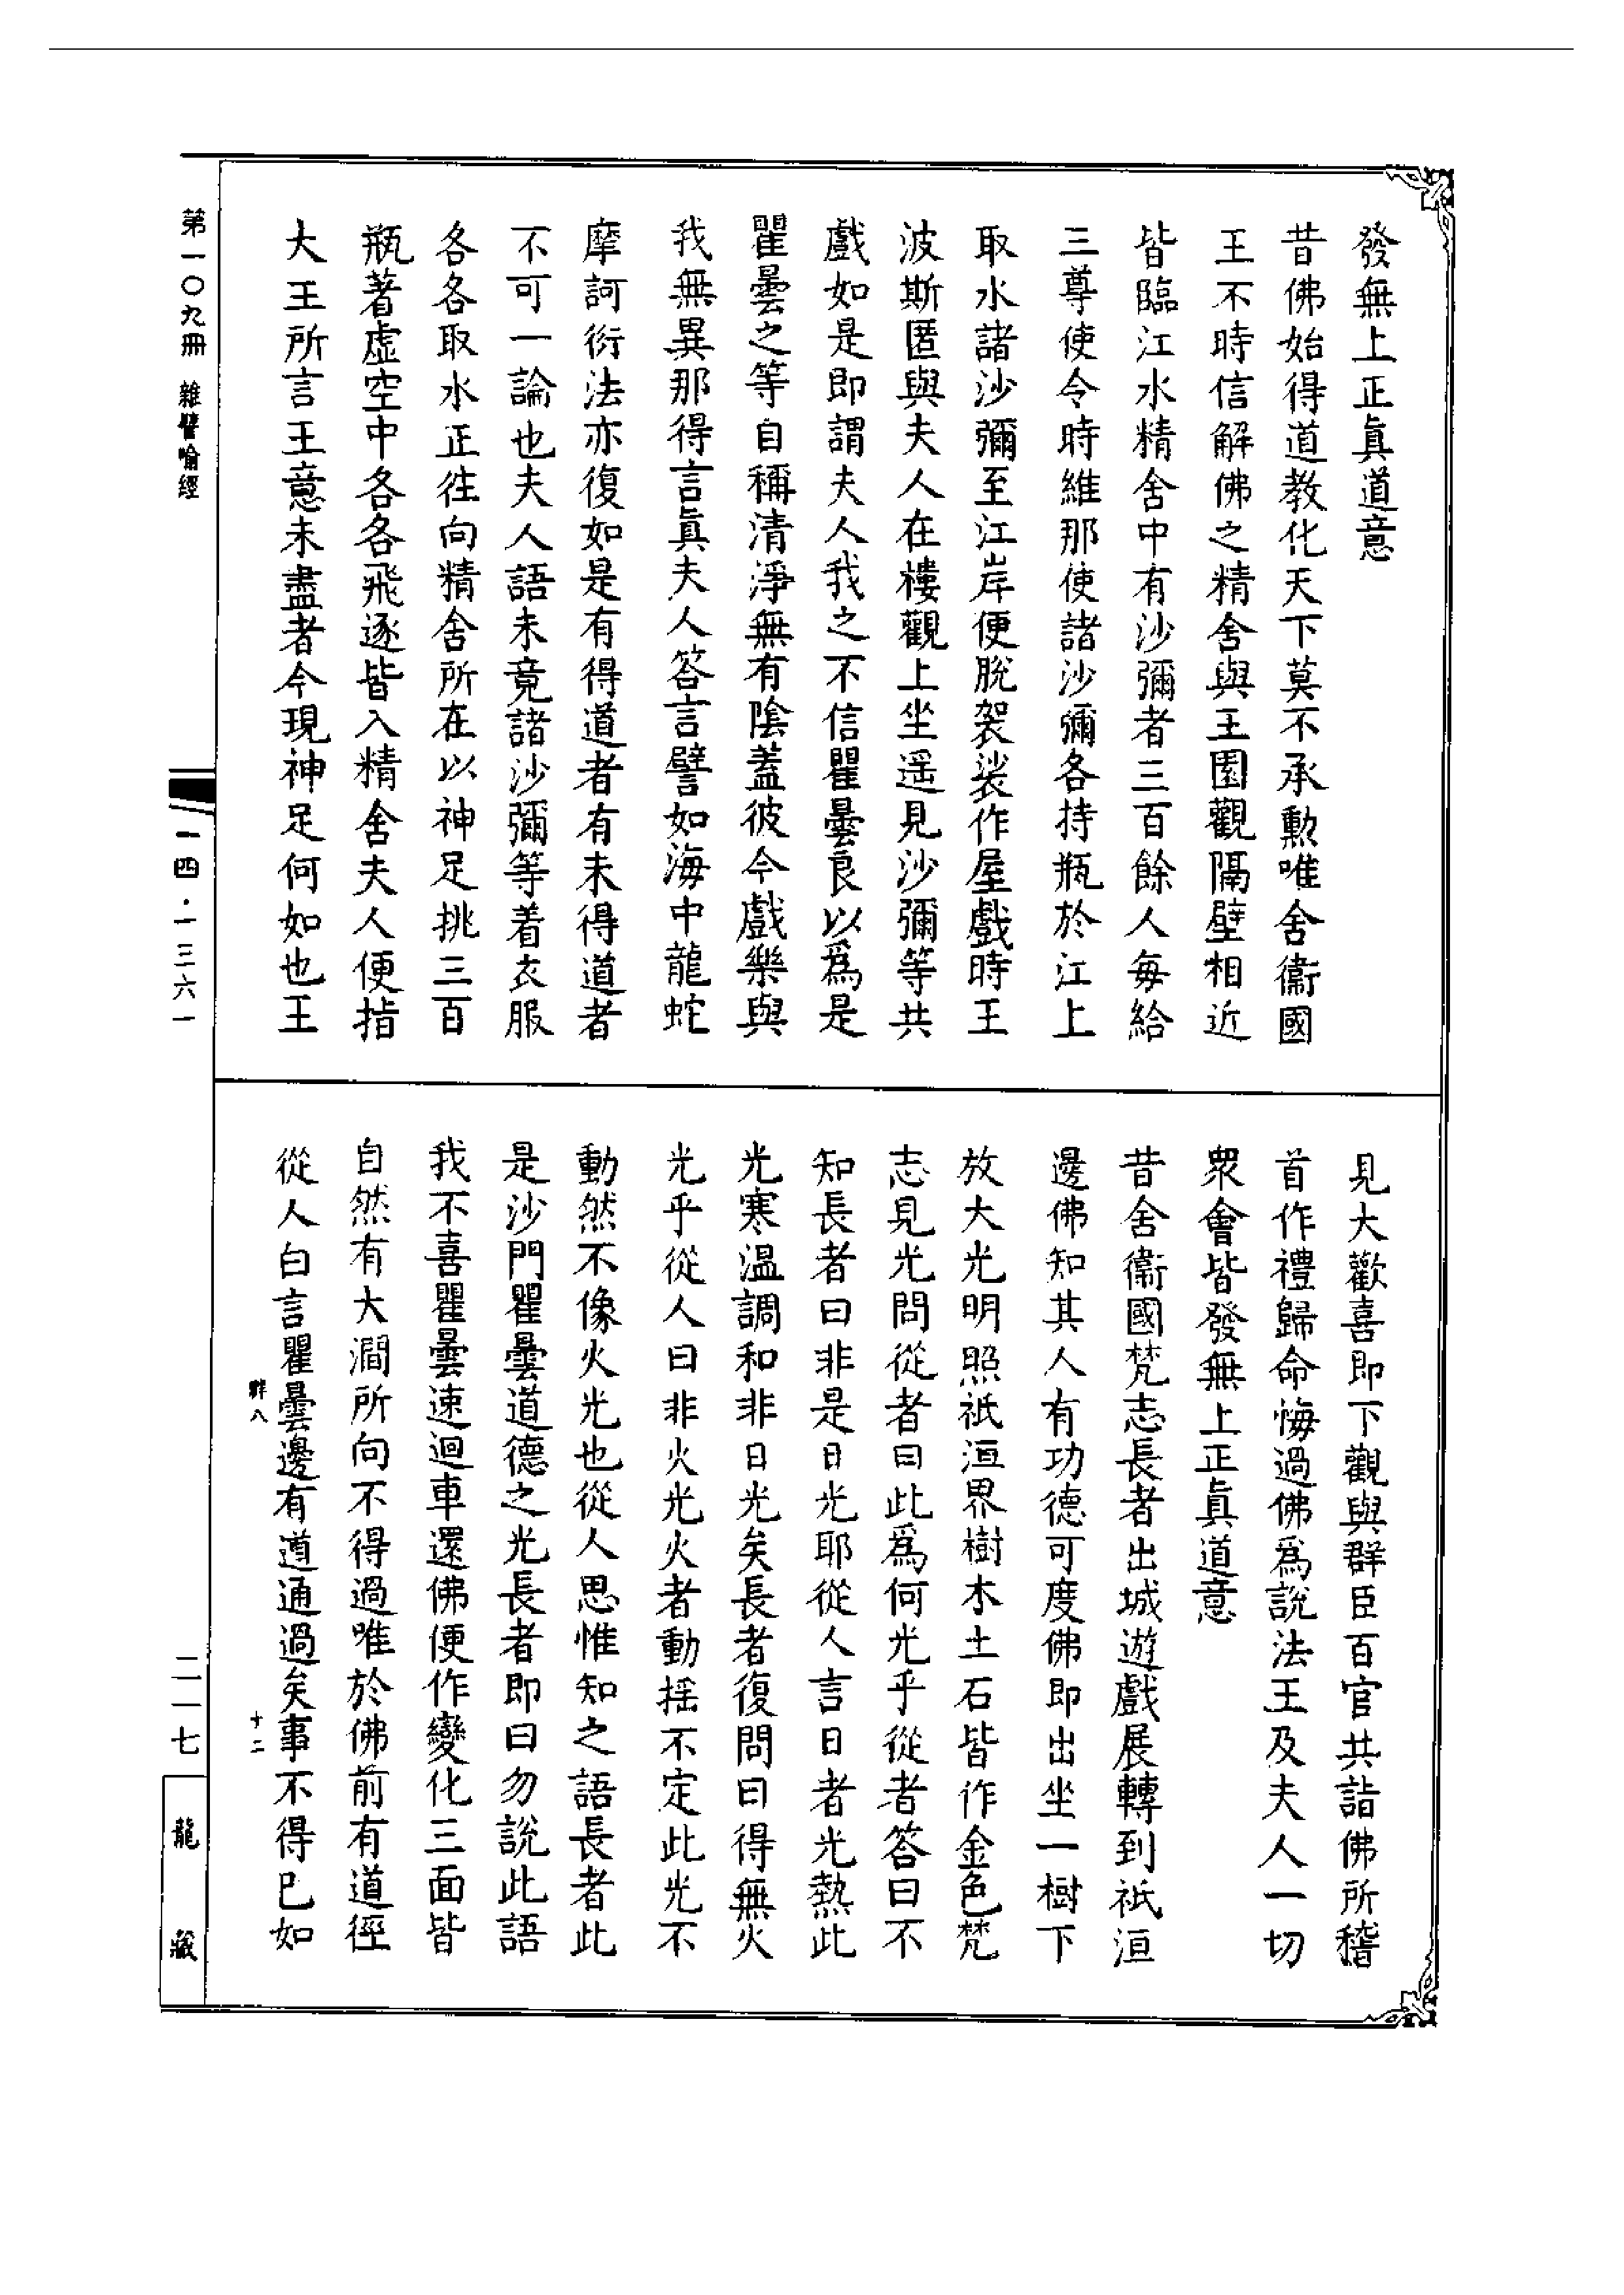 發無上正真道意
昔佛始得道教化天下莫不承勲唯舍衞國
王不時信解佛之精舍與王園觀隔壁相近
皆臨江水精舍中有沙彌者三百餘人每給
三尊使令時維那使諸沙彌各持瓶於江上
取水諸沙彌至江岸便脫袈裟作屋戲時王
波斯匿與夫人在樓觀上坐遥見沙彌等共
戲如是即謂夫人我之不信瞿曇良以爲是
瞿曇之等自稱清淨無有陰蓋彼今戲樂與
我無異那得言眞夫人答言譬如海中龍蛇
摩訶衍法亦復如是有得道者有未得道者
不可一論也夫人語未竟諸沙彌等着衣服
各各取水正徃向精舍所在以神足挑三百
瓶著虛空中各各飛逐皆入精舍夫人便指
大王所言王意未盡者今現神足何如也王
見大歡喜即下觀與群臣百官共詣佛所稽
首作禮歸命悔過佛爲說法王及夫人一切
眾會皆發無上正真道意
昔舍衞國梵志長者出城遊戲展轉到祇洹
邊佛知其人有功德可度佛即出坐一樹下
放大光明照祇洹界樹木土石皆作金色梵
志見光問從者曰此爲何光乎從者答曰不
知長者曰非是日光耶從人言日者光熱此
光寒溫調和非日光矣長者復問曰得無火
光乎從人曰非火光火者動搖不定此光不
動然不像火光也從人思惟知之語長者此
是沙門瞿曇道德之光長者即曰勿說此語
我不喜瞿曇速迴車還佛便作變化三面皆
自然有大澗所向不得過唯於佛前有道徑
從人白言瞿曇邊有道通過矣事不得已如
八
十二
第一〇九冊 雜譬喻經
一四·一三六一
二一七
龍藏